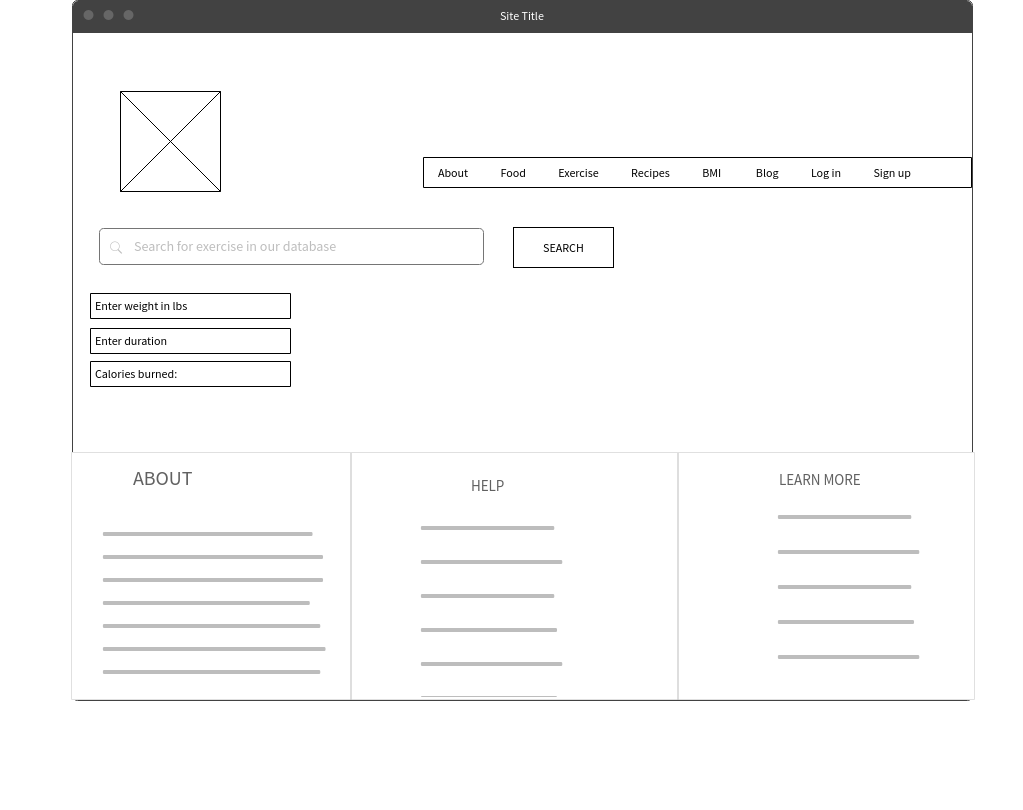 Site Title
About Food Exercise Recipes BMI Blog Log in Sign up
Search for exercise in our database
SEARCH
Enter weight in lbs
Enter duration
Calories burned:
ABOUT
HELP
LEARN MORE